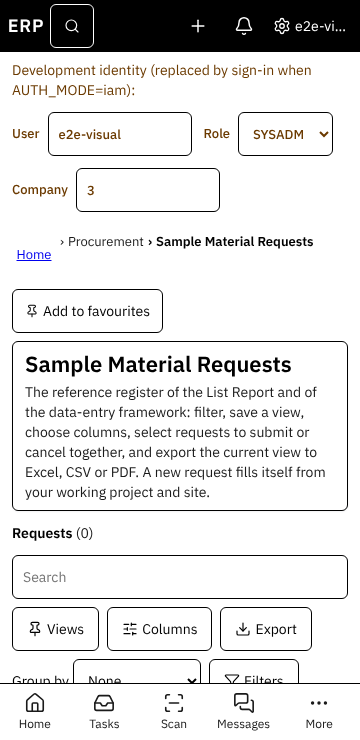 ERP
e2e-vi...
Development identity (replaced by sign-in when
AUTH_MODE=iam):
User e2e-visual Role SYSADM
Company 3
› Procurement › Sample Material Requests
Home
Add to favourites
Sample Material Requests
The reference register of the List Report and of
the data-entry framework: filter, save a view,
choose columns, select requests to submit or
cancel together, and export the current view to
Excel, CSV or PDF. A new request fills itself from
your working project and site.
Requests (0)
Search
Views Columns Export
Group by None Filters
Home Tasks Scan Messages More